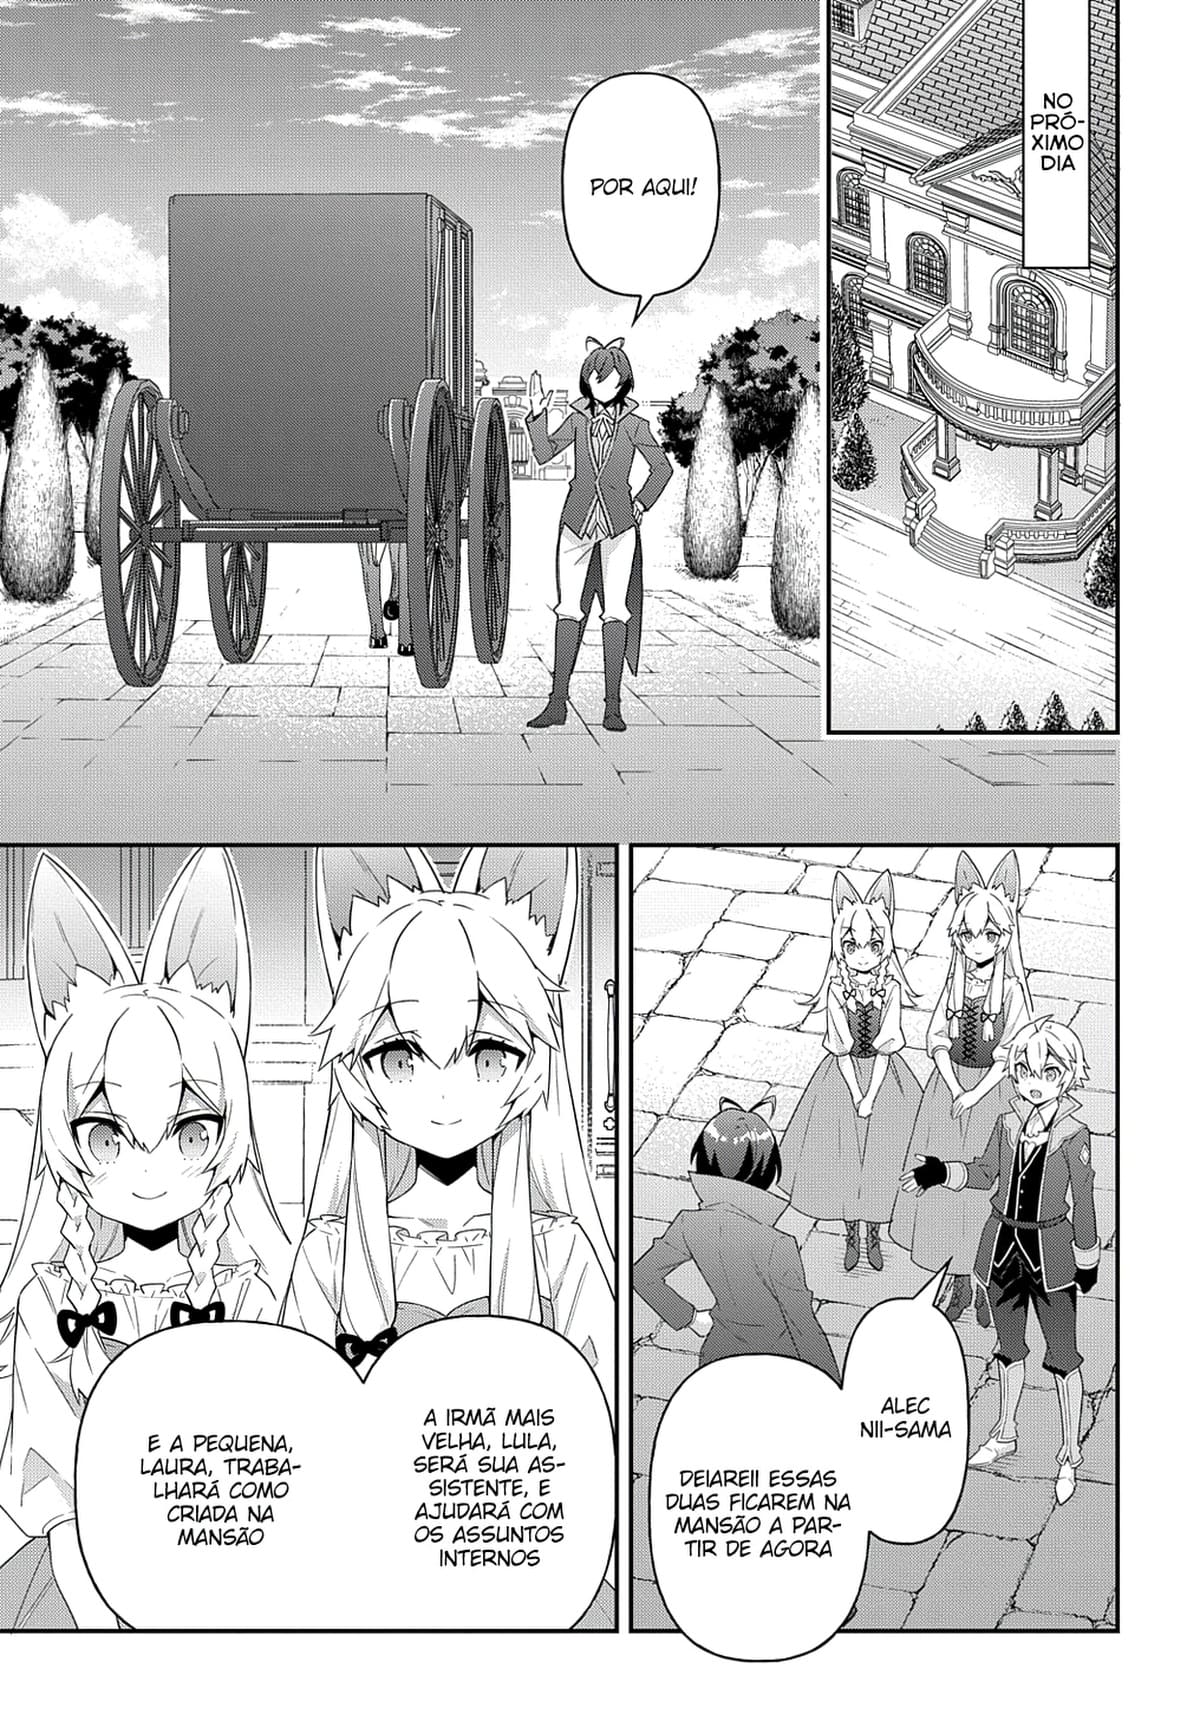 NO
PRÓ-
XIMO
DIA
POR AQUI!
ALEC
NII-SAMA
DEIAREII ESSAS
DUAS FICAREM NA
MANSÃO A PAR-
TIR DE AGORA
A IRMÃ MAIS
VELHA, LULA,
SERÁ SUA AS-
SISTENTE, E
AJUDARÁ COM
OS ASSUNTOS
INTERNOS
E A PEQUENA,
LAURA, TRABA-
LHARÁ COMO
CRIADA NA
MANSÃO